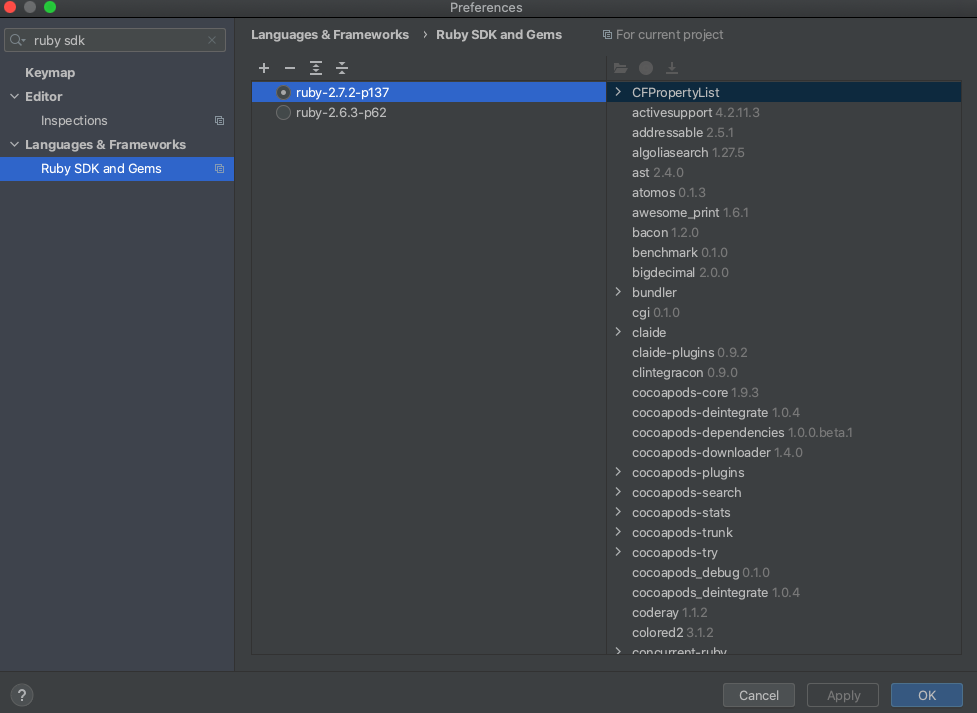 Preferences
ruby sdk
Keymap
Editor
Inspections
Languages & Frameworks
Ruby SDK and Gems
Languages & Frameworks › Ruby SDK and Gems
For current project
ruby-2.7.2-p137
ruby-2.6.3-p62
CFPropertyList
activesupport 4.2.11.3
addressable 2.5.1
algoliasearch 1.27.5
ast 2.4.0
atomos 0.1.3
awesome_print 1.6.1
bacon 1.2.0
benchmark 0.1.0
bigdecimal 2.0.0
bundler
cgi 0.1.0
claide
claide-plugins 0.9.2
clintegracon 0.9.0
cocoapods-core 1.9.3
cocoapods-deintegrate 1.0.4
cocoapods-dependencies 1.0.0.beta.1
cocoapods-downloader 1.4.0
cocoapods-plugins
cocoapods-search
cocoapods-stats
cocoapods-trunk
cocoapods-try
cocoapods_debug 0.1.0
cocoapods_deintegrate 1.0.4
coderay 1.1.2
colored2 3.1.2
concurrent-ruby
?
Cancel
Apply
OK